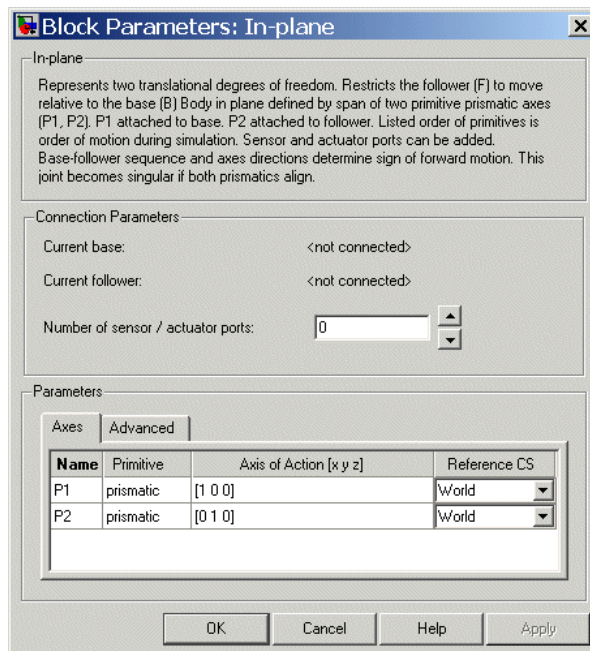 Block Parameters: In-plane
In-plane
Represents two translational degrees of freedom. Restricts the follower (F) to move
relative to the base (B) Body in plane defined by span of two primitive prismatic axes
(P1, P2). P1 attached to base. P2 attached to follower. Listed order of primitives is
order of motion during simulation. Sensor and actuator ports can be added.
Base-follower sequence and axes directions determine sign of forward motion. This
joint becomes singular if both prismatics align.
Connection Parameters
Current base: <not connected>
Current follower: <not connected>
Number of sensor / actuator ports: 0
Parameters
Axes Advanced
Name Primitive Axis of Action [x y z] Reference CS
P1 prismatic [1 0 0] World
P2 prismatic [0 1 0] World
OK Cancel Help Apply